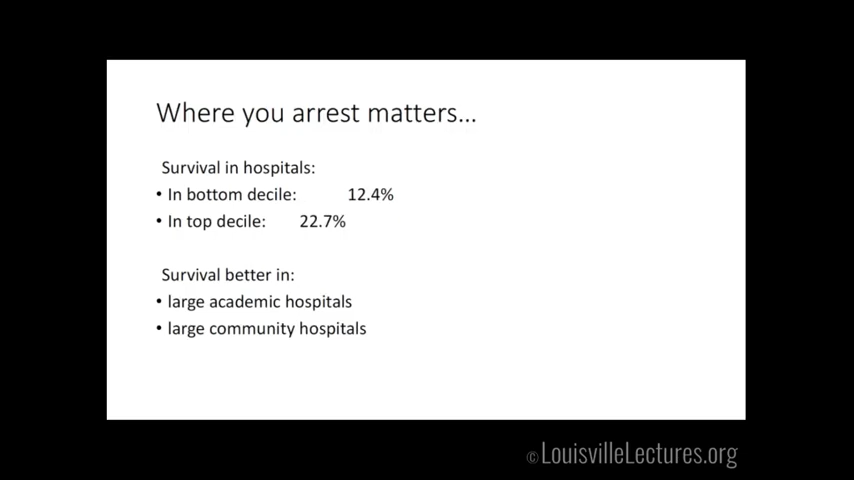 Where you arrest matters...
Survival in hospitals:
• In bottom decile: 12.4%
• In top decile: 22.7%
Survival better in:
• large academic hospitals
• large community hospitals
© LouisvilleLectures.org